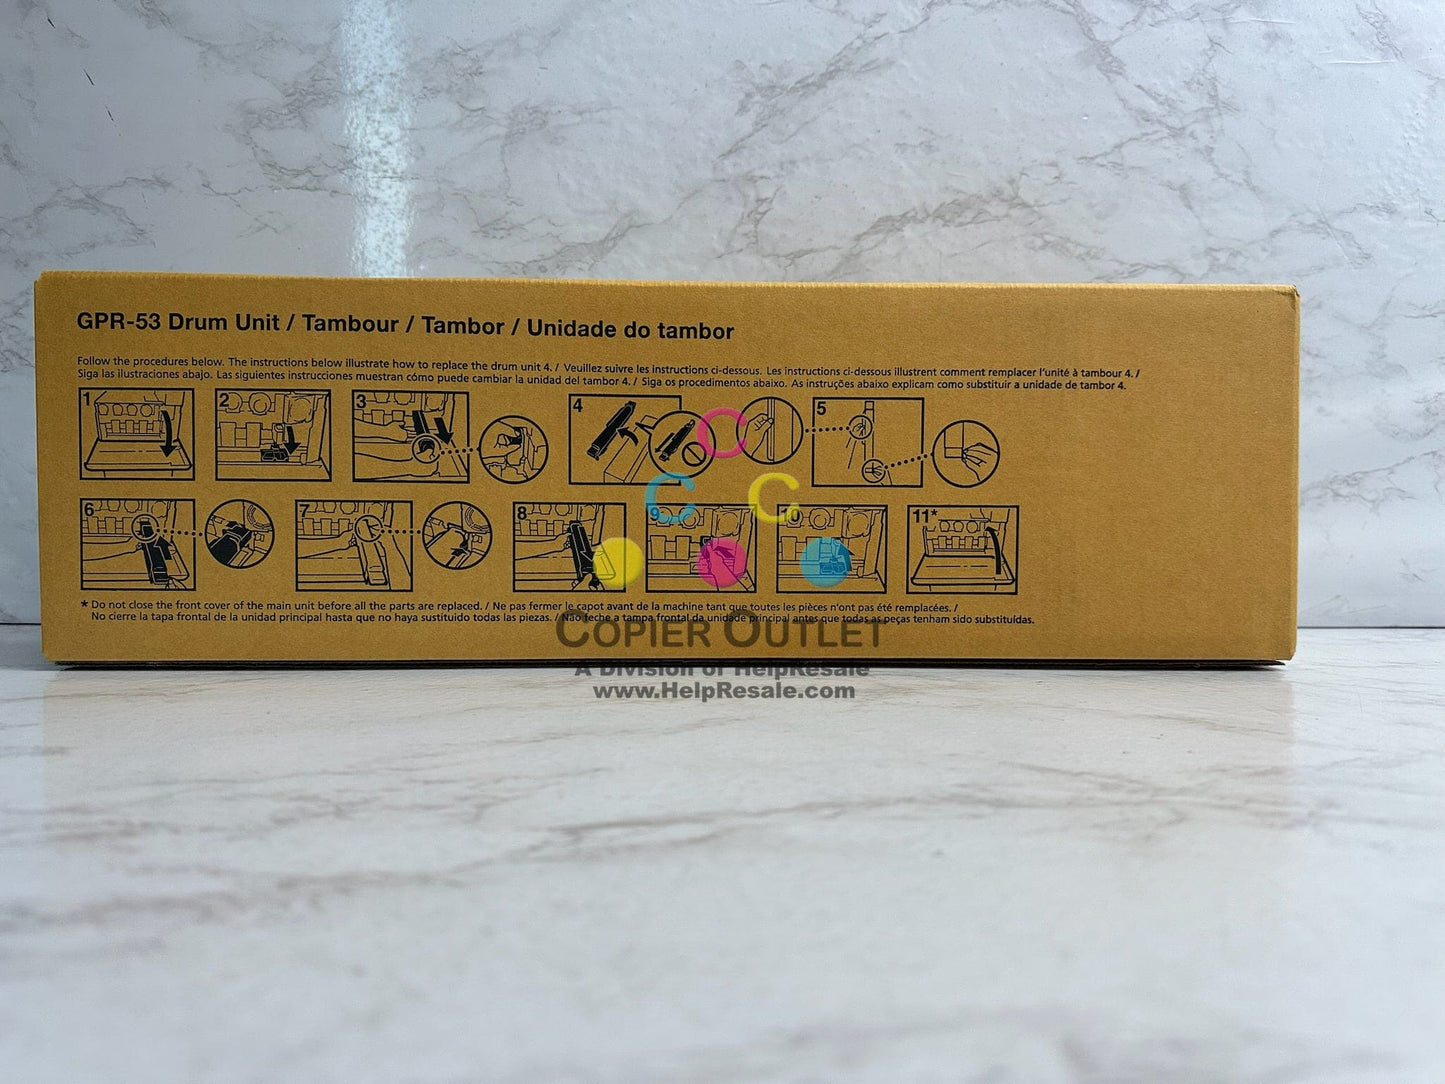 GPR-53 Drum Unit / Tambour / Tambor / Unidade do tambor
Follow the procedures below. The instructions below illustrate how to replace the drum unit 4. / Veuillez suivre les instructions ci-dessous. Les instructions ci-dessous illustrent comment remplacer l'unité à tambour 4. /
Siga las ilustraciones abajo. Las siguientes instrucciones muestran cómo puede cambiar la unidad del tambor 4. / Siga os procedimentos abaixo. As instruções abaixo explicam como substituir a unidade de tambor 4.
1 2 3 4 5
C
C C
6 7 8 9 10 11*
* Do not close the front cover of the main unit before all the parts are replaced. / Ne pas fermer le capot avant de la machine tant que toutes les pièces n'ont pas été remplacées. /
No cierre la tapa frontal de la unidad principal hasta que no haya sustituido todas las piezas. / Não feche a tampa frontal da unidade principal antes que todas as peças tenham sido substituídas.
COPIER OUTLET
A DIVISION OF HELPRESALE
www.HelpResale.com